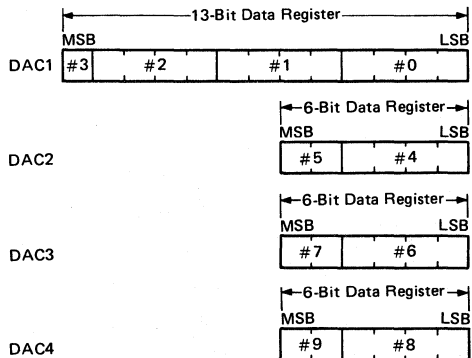 13-Bit Data Register
MSB LSB
DAC1 #3 #2 #1 #0
6-Bit Data Register
MSB LSB
DAC2 #5 #4
6-Bit Data Register
MSB LSB
DAC3 #7 #6
6-Bit Data Register
MSB LSB
DAC4 #9 #8